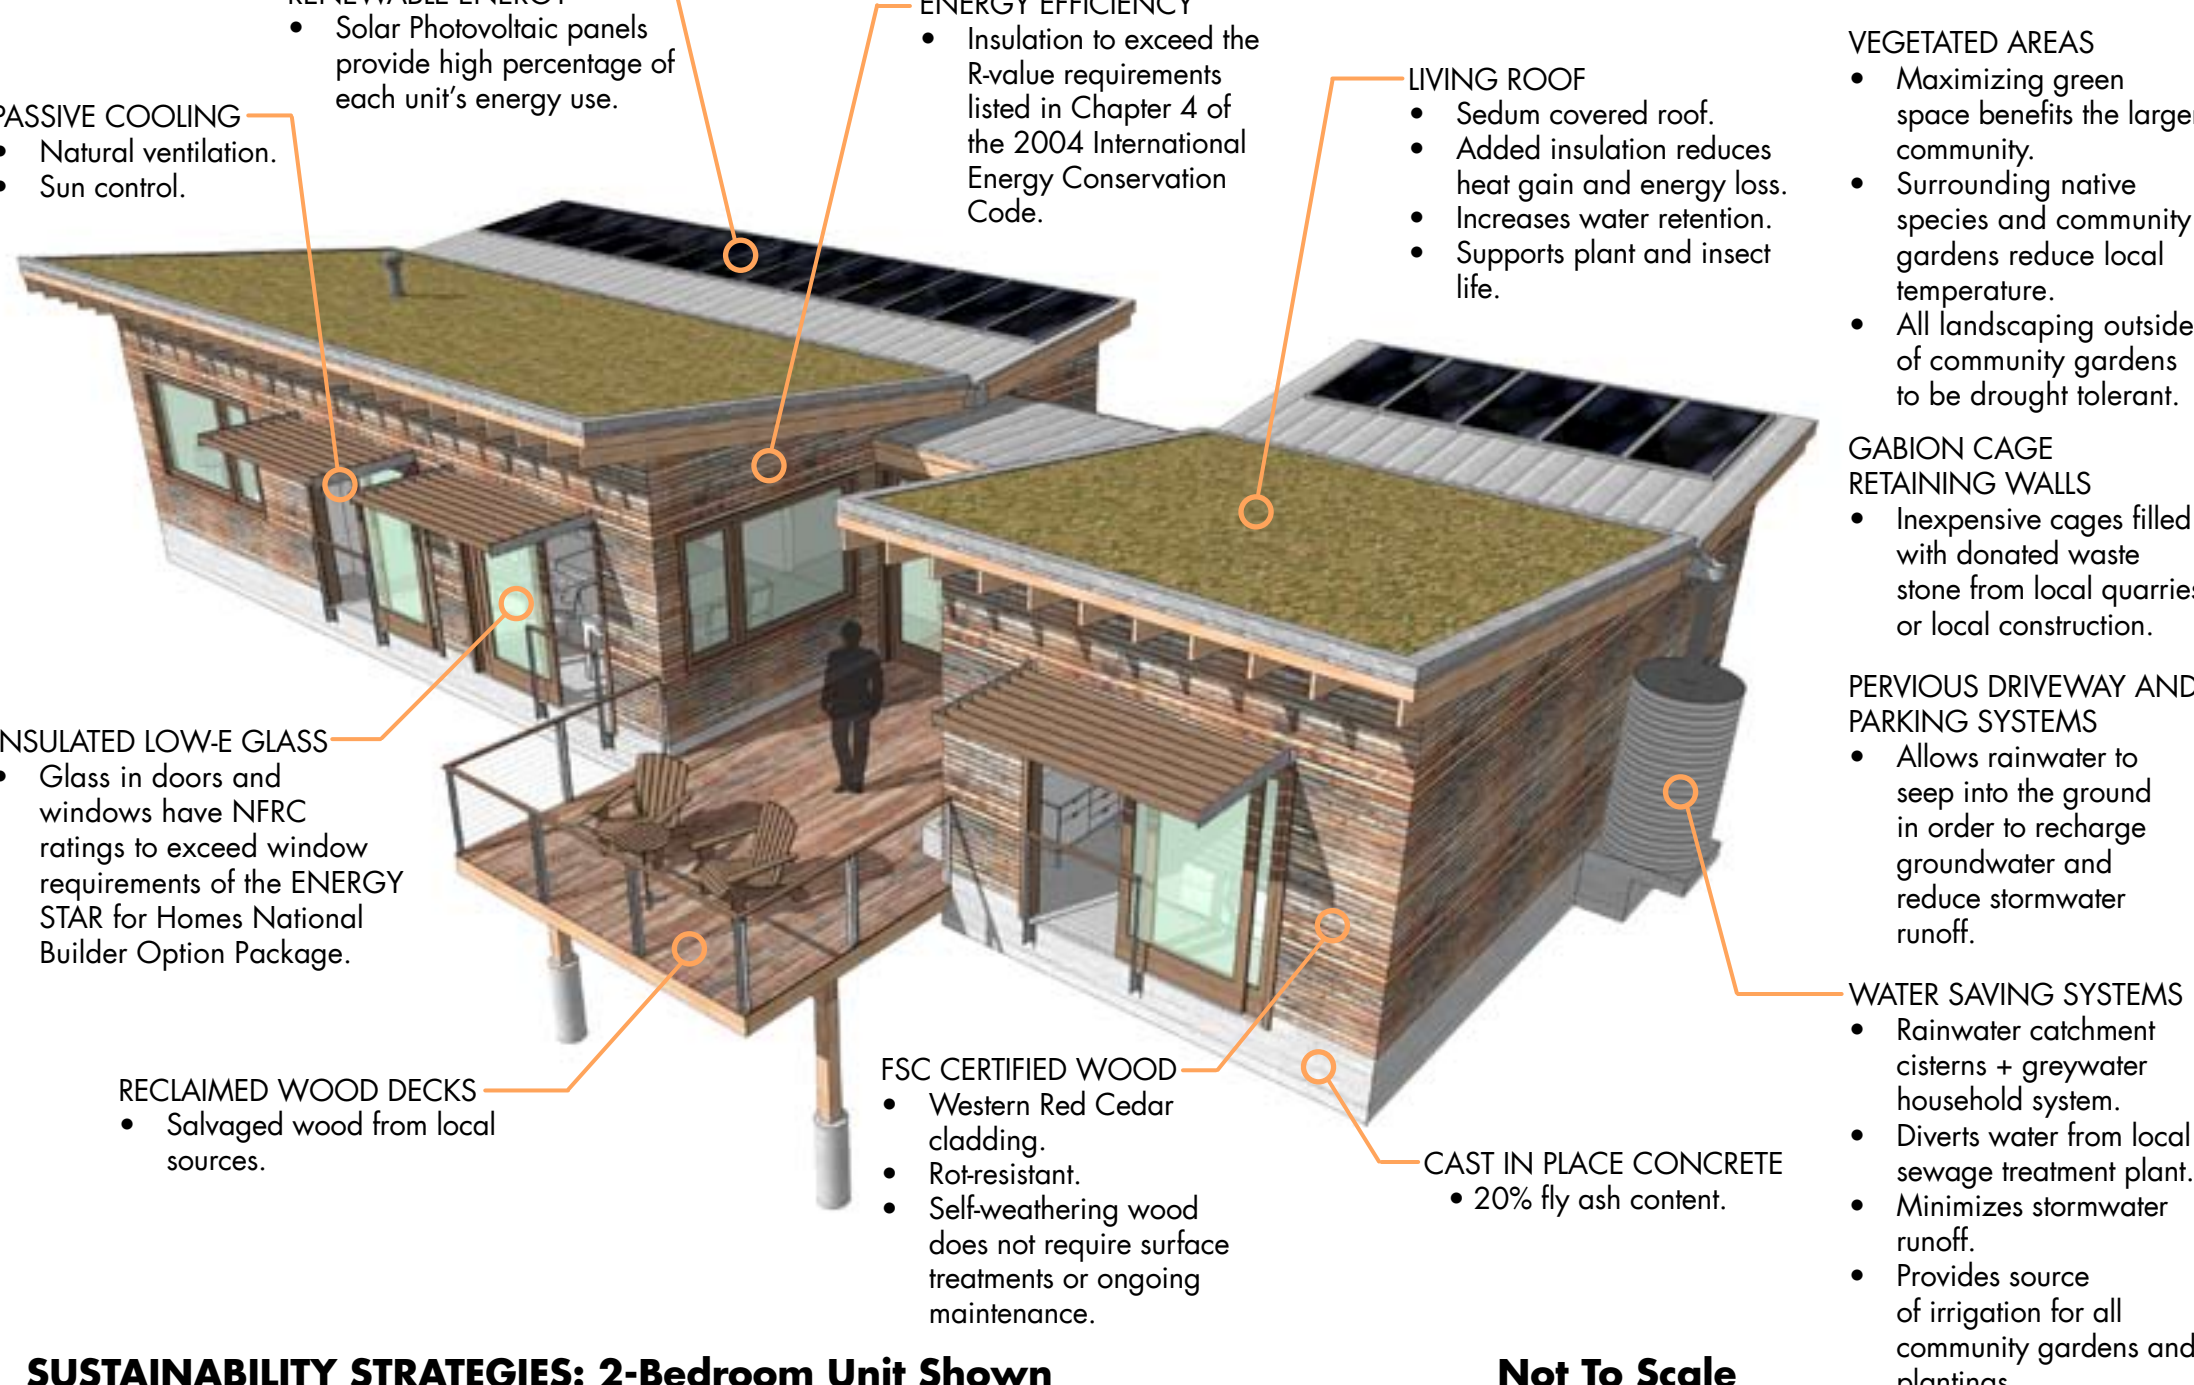 RENEWABLE ENERGY
• Solar Photovoltaic panels
provide high percentage of
each unit's energy use.
ENERGY EFFICIENCY
• Insulation to exceed the
R-value requirements
listed in Chapter 4 of
the 2004 International
Energy Conservation
Code.
PASSIVE COOLING
• Natural ventilation.
• Sun control.
LIVING ROOF
• Sedum covered roof.
• Added insulation reduces
heat gain and energy loss.
• Increases water retention.
• Supports plant and insect
life.
INSULATED LOW-E GLASS
• Glass in doors and
windows have NFRC
ratings to exceed window
requirements of the ENERGY
STAR for Homes National
Builder Option Package.
RECLAIMED WOOD DECKS
• Salvaged wood from local
sources.
FSC CERTIFIED WOOD
• Western Red Cedar
cladding.
• Rot-resistant.
• Self-weathering wood
does not require surface
treatments or ongoing
maintenance.
CAST IN PLACE CONCRETE
• 20% fly ash content.
VEGETATED AREAS
• Maximizing green
space benefits the larger
community.
• Surrounding native
species and community
gardens reduce local
temperature.
• All landscaping outside
of community gardens
to be drought tolerant.
GABION CAGE
RETAINING WALLS
• Inexpensive cages filled
with donated waste
stone from local quarries
or local construction.
PERVIOUS DRIVEWAY AND
PARKING SYSTEMS
• Allows rainwater to
seep into the ground
in order to recharge
groundwater and
reduce stormwater
runoff.
WATER SAVING SYSTEMS
• Rainwater catchment
cisterns + greywater
household system.
• Diverts water from local
sewage treatment plant.
• Minimizes stormwater
runoff.
• Provides source
of irrigation for all
community gardens and
plantings
SUSTAINABILITY STRATEGIES: 2-Bedroom Unit Shown
Not To Scale